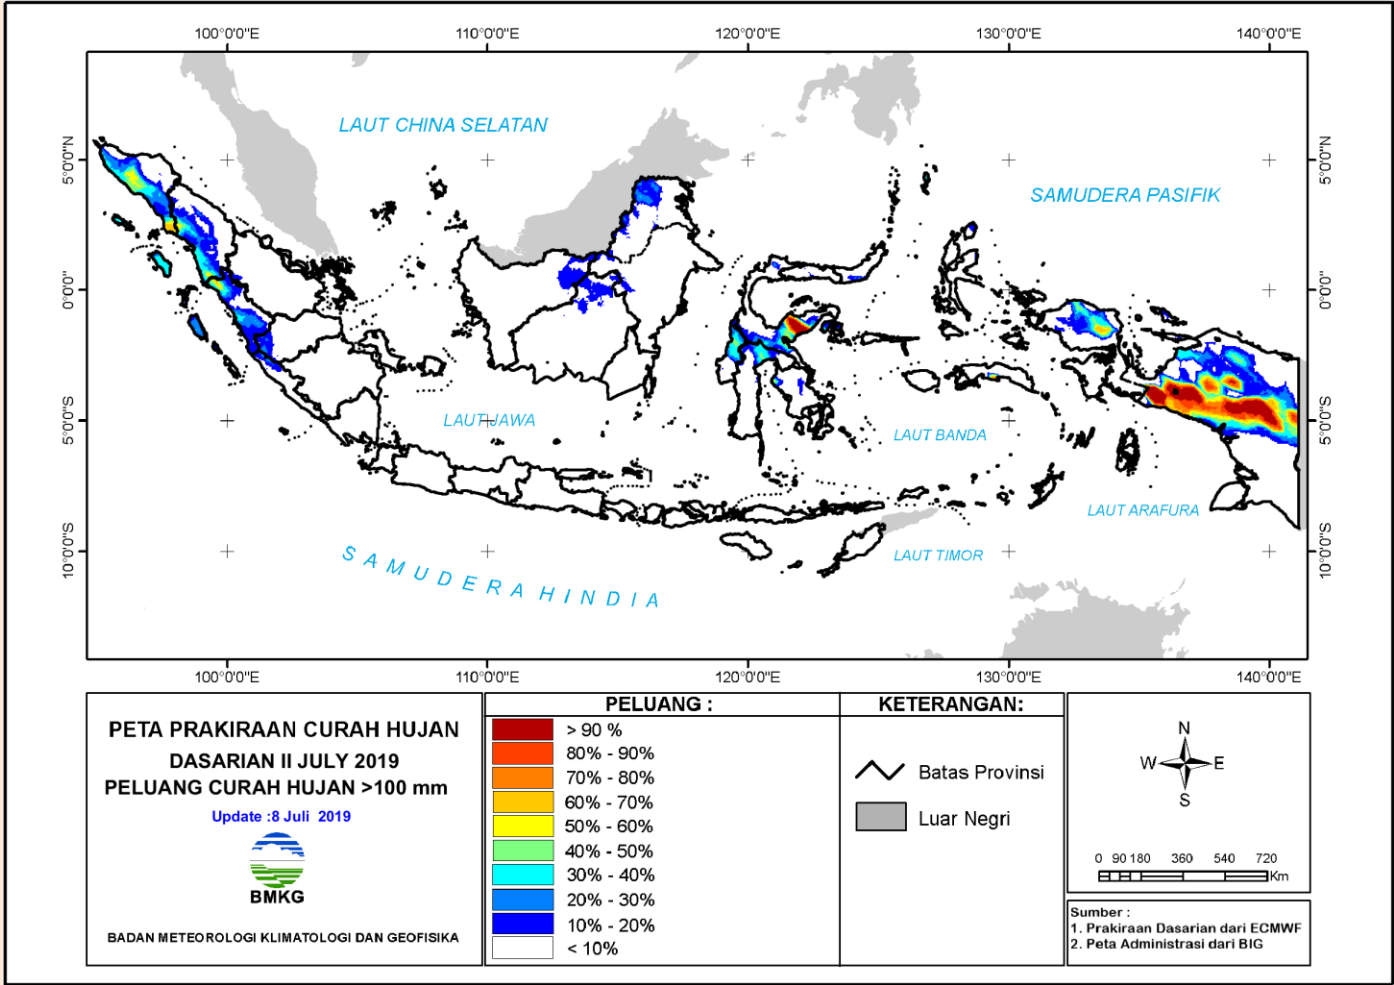 100°0'0"E 110°0'0"E 120°0'0"E 130°0'0"E 140°0'0"E
5°0'0"N
0°0'0"
5°0'0"S
10°0'0"S
LAUT CHINA SELATAN
SAMUDERA PASIFIK
LAUT JAWA
LAUT BANDA
LAUT ARAFURA
LAUT TIMOR
SAMUDERA HINDIA
5°0'0"N
0°0'0"
5°0'0"S
10°0'0"S
100°0'0"E 110°0'0"E 120°0'0"E 130°0'0"E 140°0'0"E
PETA PRAKIRAAN CURAH HUJAN
DASARIAN II JULY 2019
PELUANG CURAH HUJAN >100 mm
Update :8 Juli 2019
BMKG
BADAN METEOROLOGI KLIMATOLOGI DAN GEOFISIKA
PELUANG :
> 90 %
80% - 90%
70% - 80%
60% - 70%
50% - 60%
40% - 50%
30% - 40%
20% - 30%
10% - 20%
< 10%
KETERANGAN:
Batas Provinsi
Luar Negri
N
W E
S
0 90 180 360 540 720
Km
Sumber :
1. Prakiraan Dasarian dari ECMWF
2. Peta Administrasi dari BIG